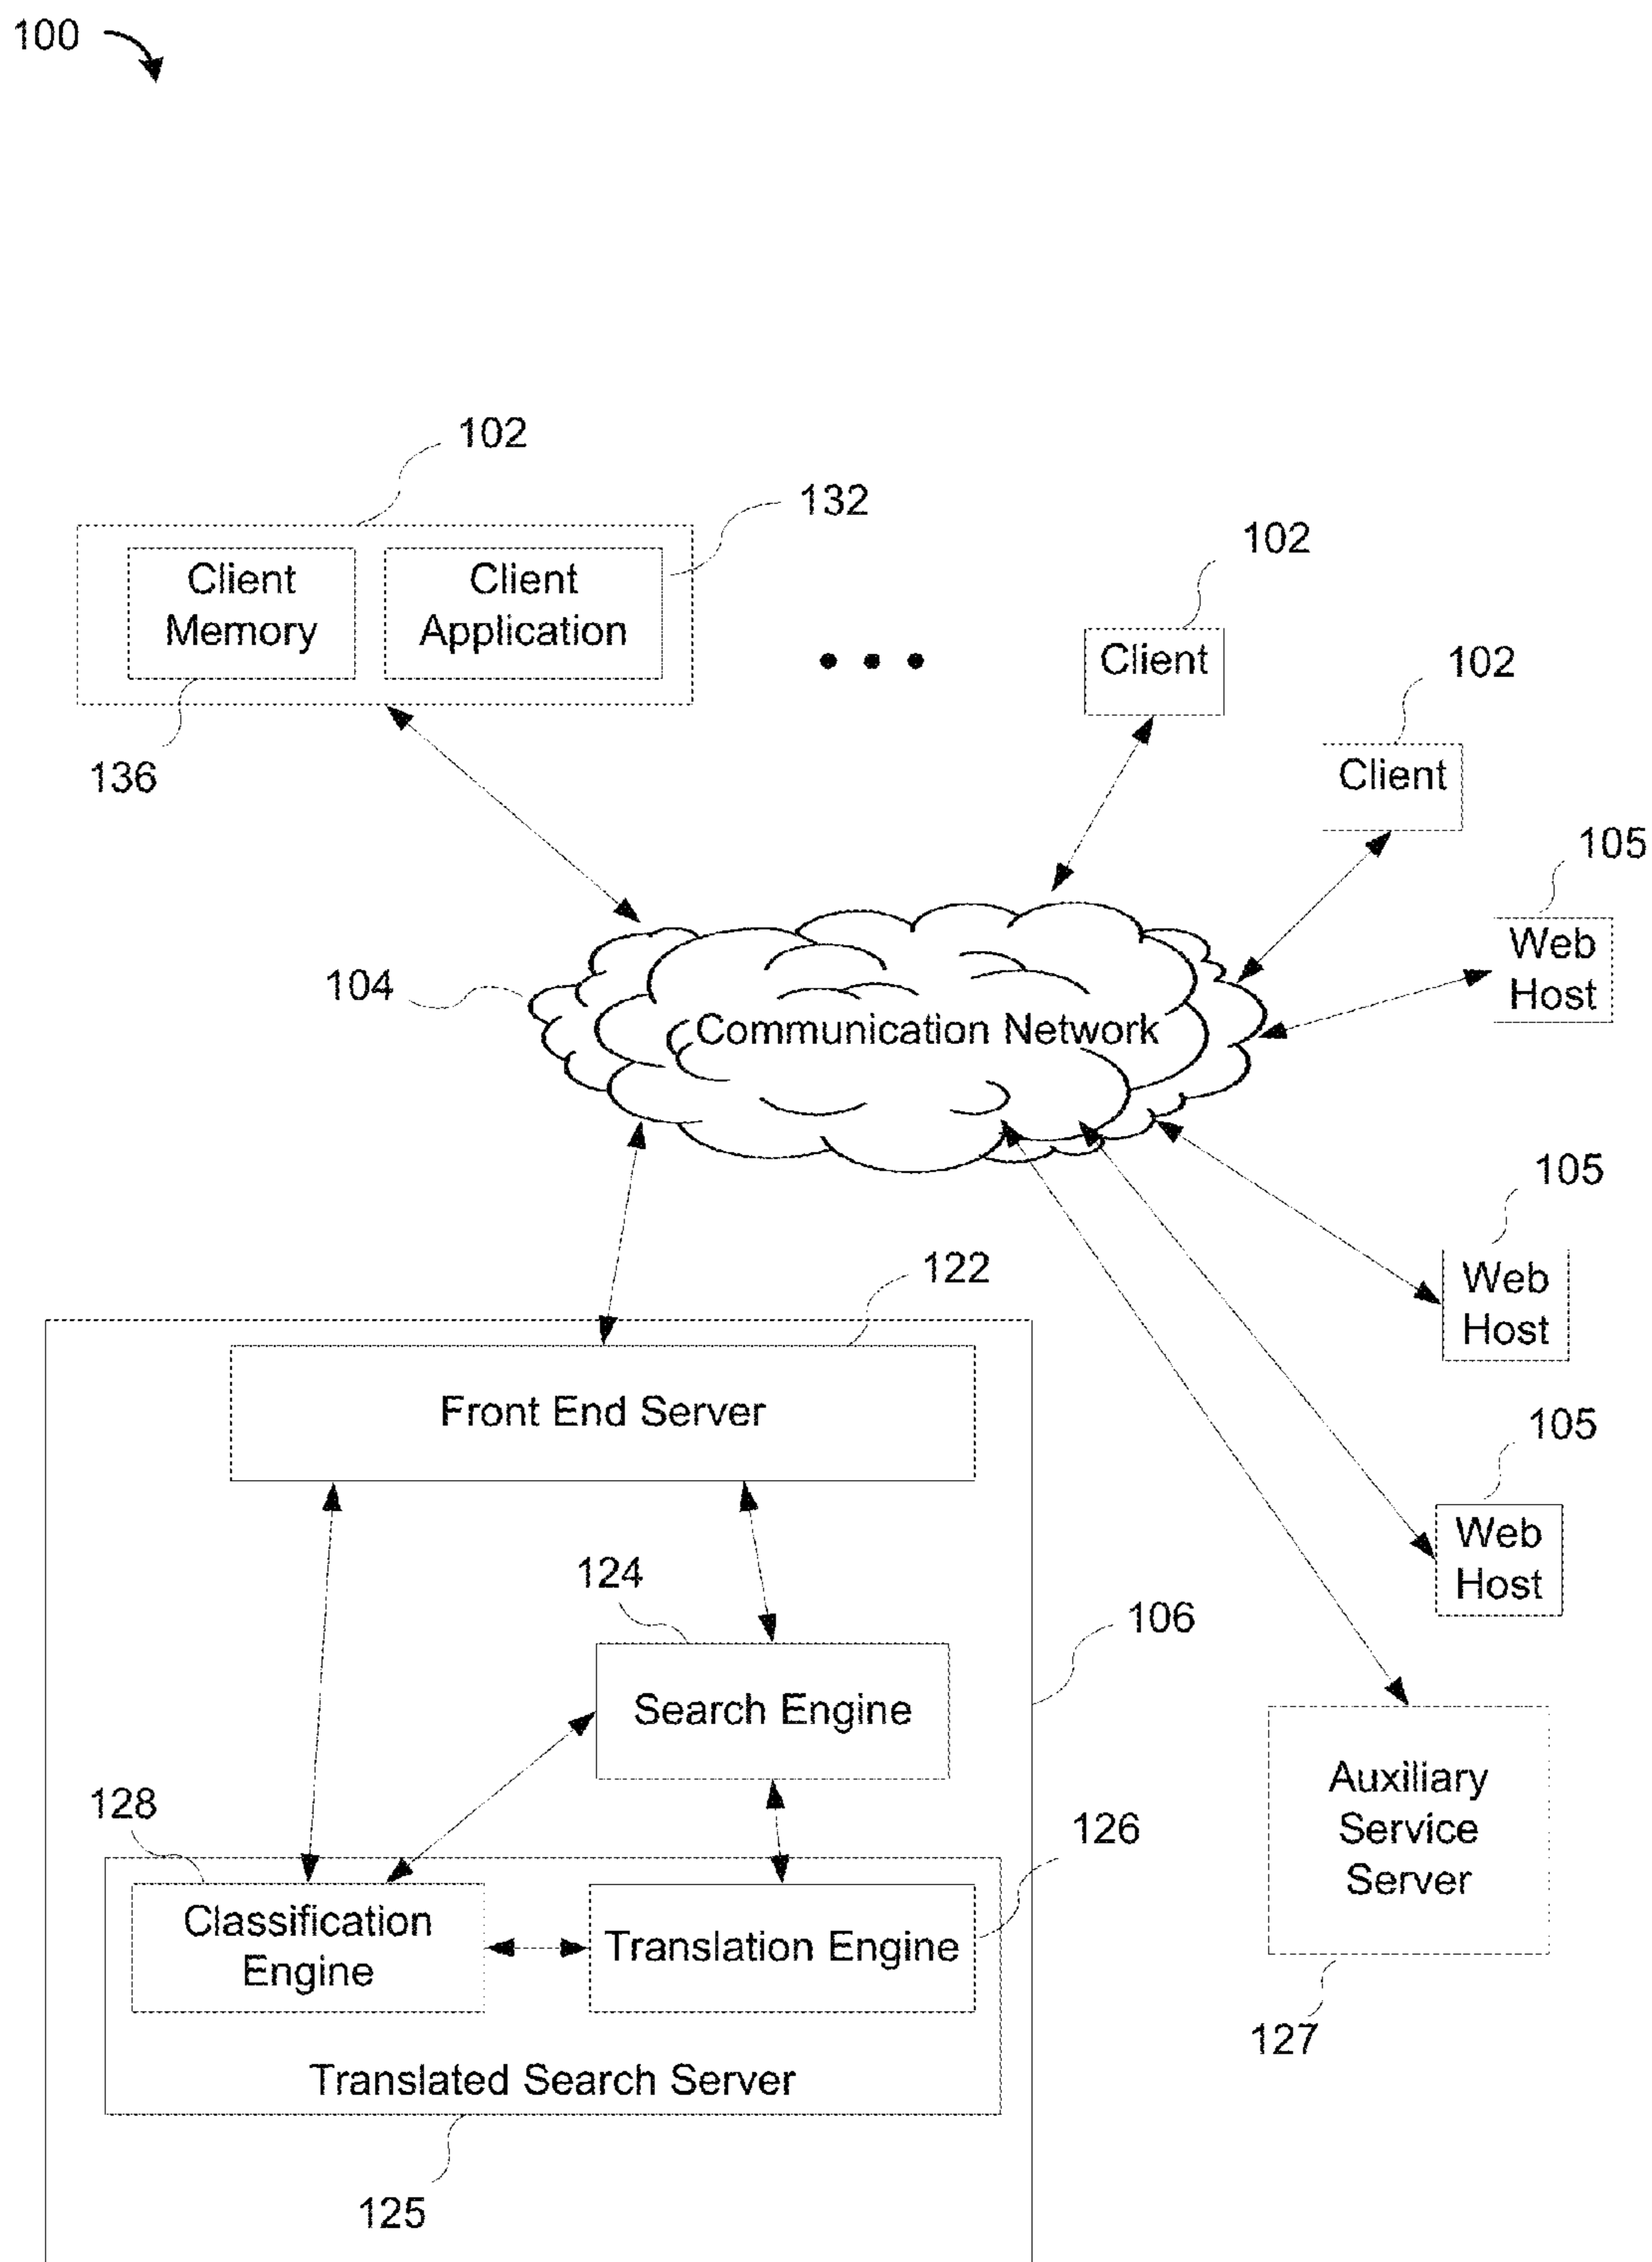 100
102
132
Client
Memory
Client
Application
136
102
Client
102
Client
105
Web
Host
104
Communication Network
105
Web
Host
122
Front End Server
105
Web
Host
124
Search Engine
106
128
Classification
Engine
126
Translation Engine
Translated Search Server
125
Auxiliary
Service
Server
127